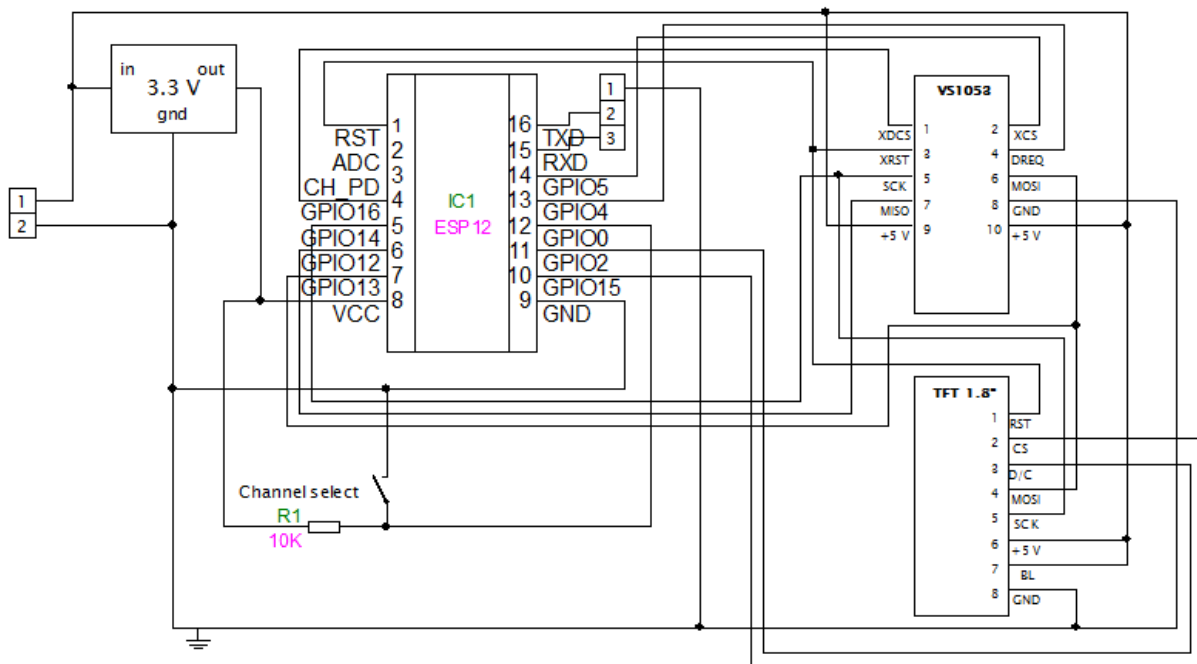 in out
3.3 V
gnd
1
2
1 RST
2 ADC
3 CH_PD
4 GPIO16
5 GPIO14
6 GPIO12
7 GPIO13
8 VCC
IC1
ESP12
16 TXD
15 RXD
14 GPIO5
13 GPIO4
12 GPIO0
11 GPIO2
10 GPIO15
9 GND
1
2
3
VS1053
1 XDCS
2 XCS
3 XRST
4 DREQ
5 SCK
6 MOSI
7 MISO
8 GND
9 +5 V
10 +5 V
TFT 1.8"
1 RST
2 CS
3 D/C
4 MOSI
5 SCK
6 +5 V
7 BL
8 GND
Channel select
R1
10K